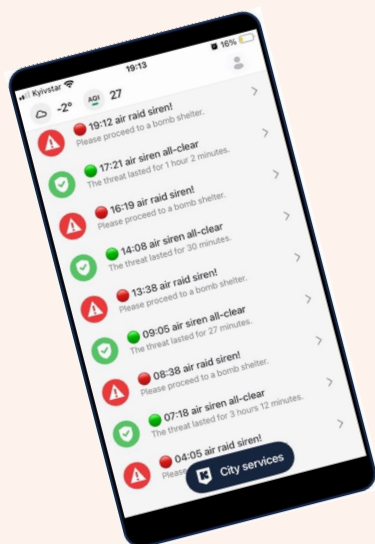 Kyivstar
19:13
16%
-2° AQI 27
19:12 air raid siren!
Please proceed to a bomb shelter.
17:21 air siren all-clear
The threat lasted for 1 hour 2 minutes.
16:19 air raid siren!
Please proceed to a bomb shelter.
14:08 air siren all-clear
The threat lasted for 30 minutes.
13:38 air raid siren!
Please proceed to a bomb shelter.
09:05 air siren all-clear
The threat lasted for 27 minutes.
08:38 air raid siren!
Please proceed to a bomb shelter.
07:18 air siren all-clear
The threat lasted for 3 hours 12 minutes.
04:05 air raid siren!
Please
City services